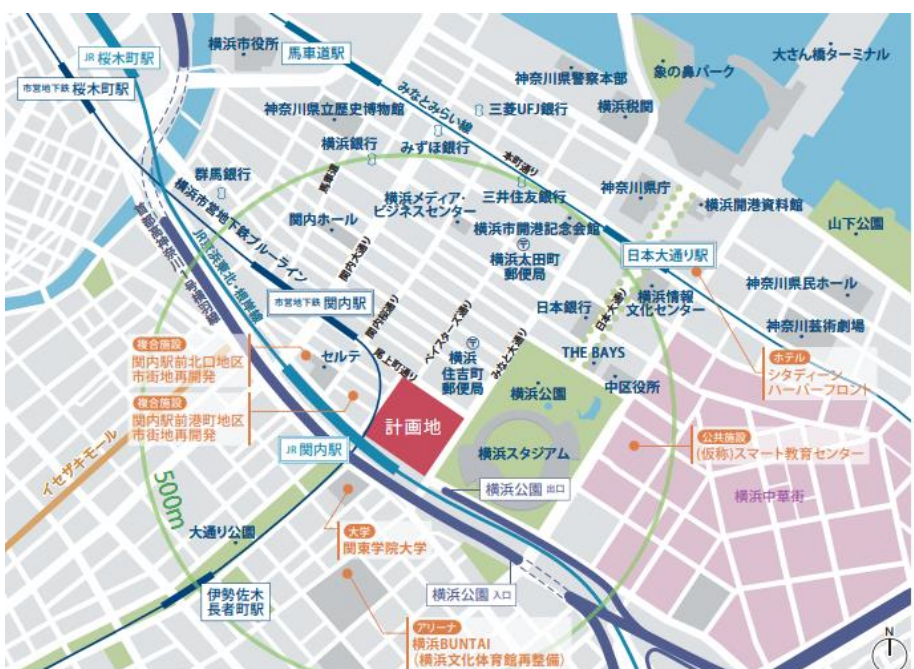 JR 桜木町駅
市営地下鉄 桜木町駅
横浜市役所
馬車道駅
神奈川県警察本部
象の鼻パーク
大さん橋ターミナル
みなとみらい線
神奈川県立歴史博物館
三菱UFJ銀行
横浜税関
横浜銀行
みずほ銀行
本町通り
群馬銀行
馬車道
横浜メディア・
ビジネスセンター
三井住友銀行
神奈川県庁
横浜開港資料館
山下公園
横浜市営地下鉄ブルーライン
関内ホール
関内大通り
横浜市開港記念会館
横浜太田町
郵便局
日本大通り駅
首都高神奈川1号横羽線
JR京浜東北・根岸線
市営地下鉄 関内駅
関内桜通り
ベイスターズ通り
日本銀行
日本大通り
横浜情報
文化センター
神奈川県民ホール
神奈川芸術劇場
複合施設
関内駅前北口地区
市街地再開発
セルテ
尾上町通り
横浜
住吉町
郵便局
みなと大通り
THE BAYS
横浜公園
中区役所
ホテル
シタディーン
ハーバーフロント
複合施設
関内駅前港町地区
市街地再開発
計画地
JR 関内駅
横浜スタジアム
公共施設
(仮称)スマート教育センター
横浜中華街
イセザキモール
500m
横浜公園 出口
大通り公園
大学
関東学院大学
伊勢佐木
長者町駅
横浜公園 入口
アリーナ
横浜BUNTAI
(横浜文化体育館再整備)
N